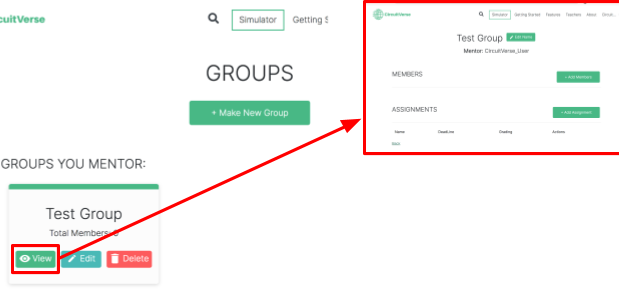 cuitVerse
Simulator
Getting S
GROUPS
+ Make New Group
GROUPS YOU MENTOR:
Test Group
Total Members:
View
Edit
Delete
CircuitVerse
Simulator Getting Started Features Teachers About Circuit...
Test Group Edit Name
Mentor: CircuitVerse_User
MEMBERS
+ Add Members
ASSIGNMENTS
+ Add Assignment
Name Deadline Grading Actions
Back